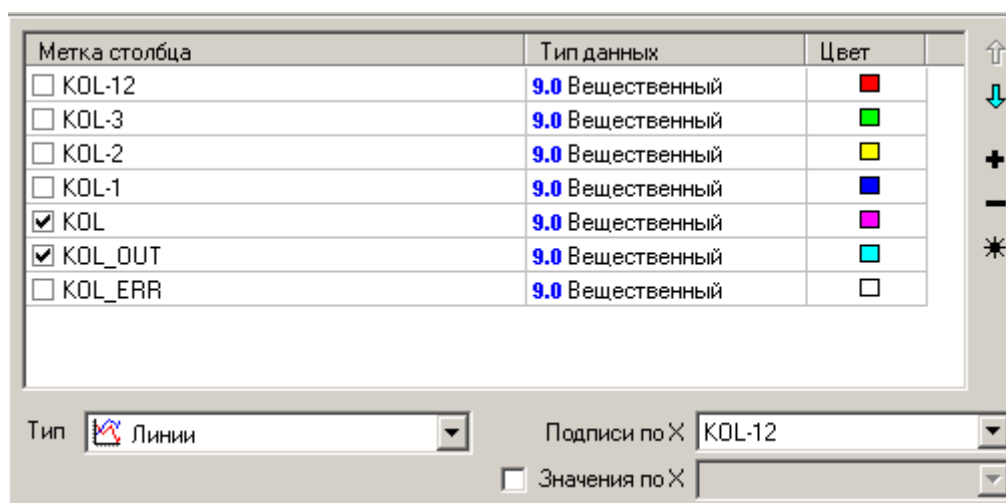 Метка столбца Тип данных Цвет
KOL-12 9.0 Вещественный
KOL-3 9.0 Вещественный
KOL-2 9.0 Вещественный
KOL-1 9.0 Вещественный
KOL 9.0 Вещественный
KOL_OUT 9.0 Вещественный
KOL_ERR 9.0 Вещественный
Тип Линии Подписи по X KOL-12
Значения по X